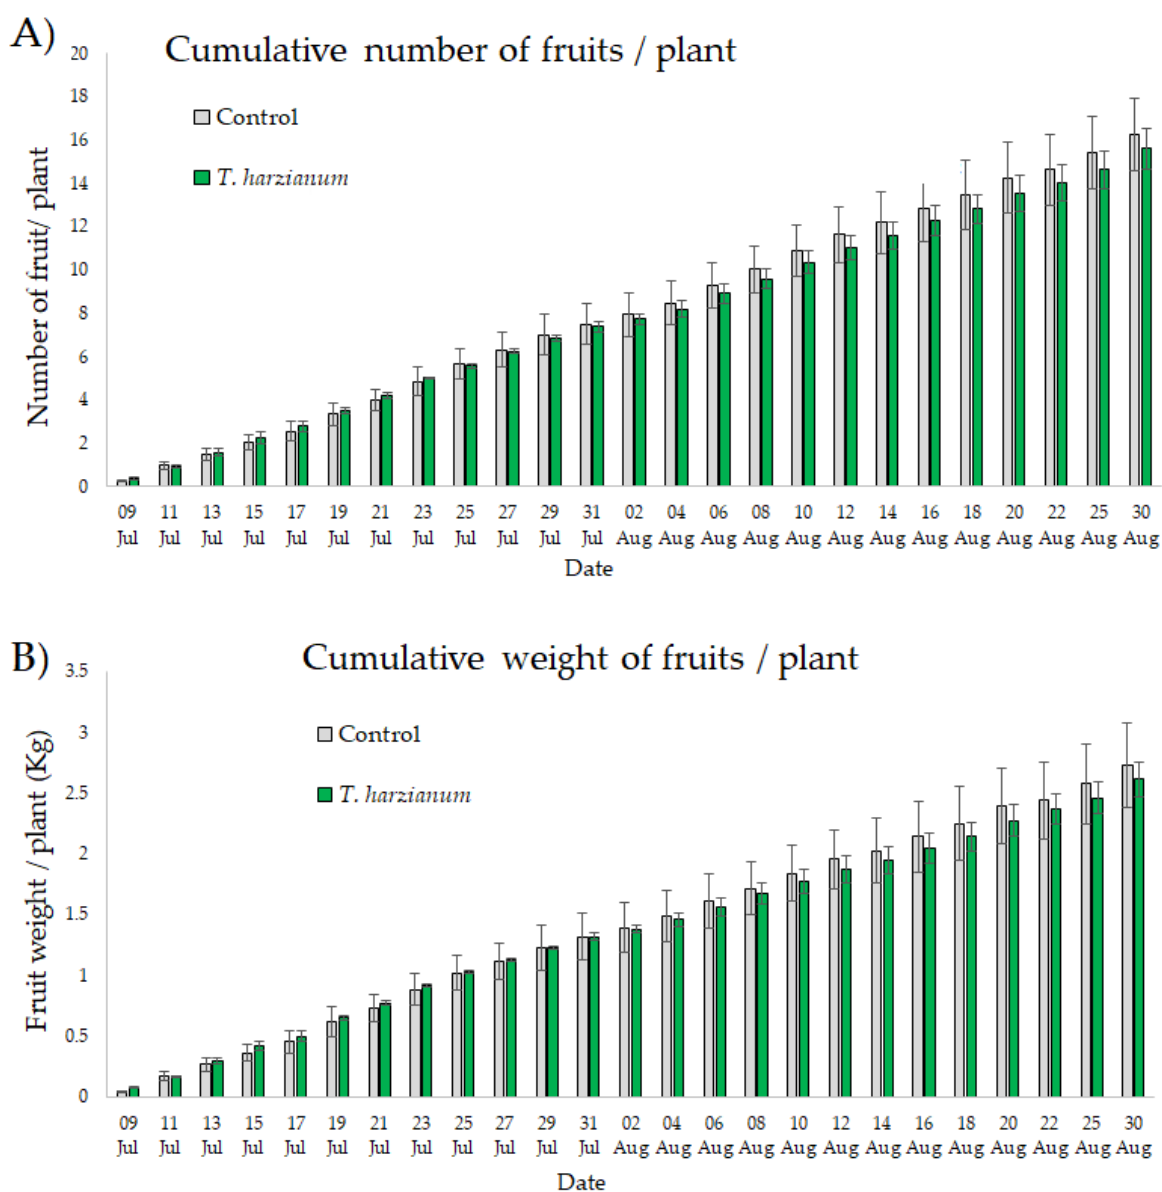 A)
Cumulative number of fruits / plant
Control
T. harzianum
Number of fruit/ plant
20
18
16
14
12
10
8
6
4
2
0
09 11 13 15 17 19 21 23 25 27 29 31 02 04 06 08 10 12 14 16 18 20 22 25 30
Jul Jul Jul Jul Jul Jul Jul Jul Jul Jul Jul Jul Aug Aug Aug Aug Aug Aug Aug Aug Aug Aug Aug Aug Aug
Date
B)
Cumulative weight of fruits / plant
Control
T. harzianum
Fruit weight / plant (Kg)
3.5
3
2.5
2
1.5
1
0.5
0
09 11 13 15 17 19 21 23 25 27 29 31 02 04 06 08 10 12 14 16 18 20 22 25 30
Jul Jul Jul Jul Jul Jul Jul Jul Jul Jul Jul Jul Aug Aug Aug Aug Aug Aug Aug Aug Aug Aug Aug Aug Aug
Date